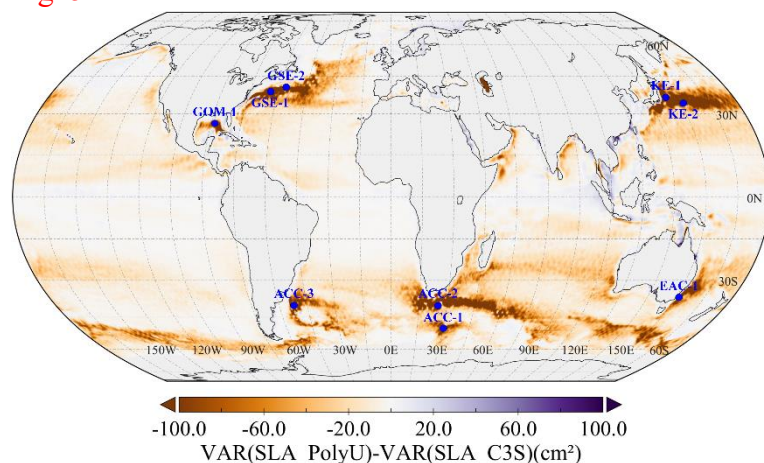 60N
GSE-2
KE-1
GSE-1
GOM-1
KE-2
30N
0N
30S
EAC-1
ACC-3
ACC-2
ACC-1
150W 120W 90W 60W 30W 0E 30E 60E 90E 120E 150E 60S
-100.0 -60.0 -20.0 20.0 60.0 100.0
VAR(SLA PolyU)-VAR(SLA C3S)(cm²)